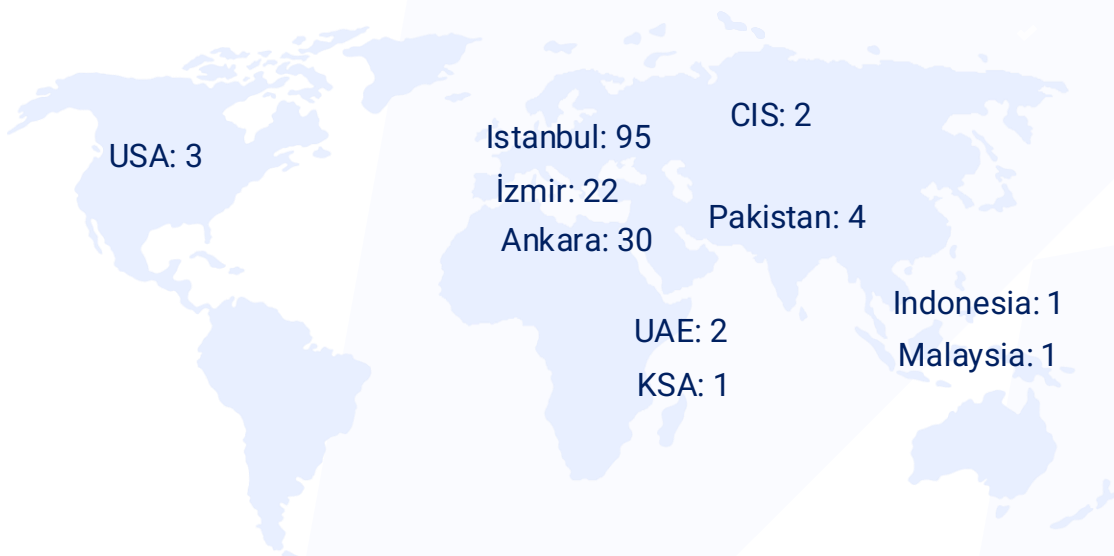 USA: 3
Istanbul: 95
İzmir: 22
Ankara: 30
CIS: 2
Pakistan: 4
UAE: 2
KSA: 1
Indonesia: 1
Malaysia: 1